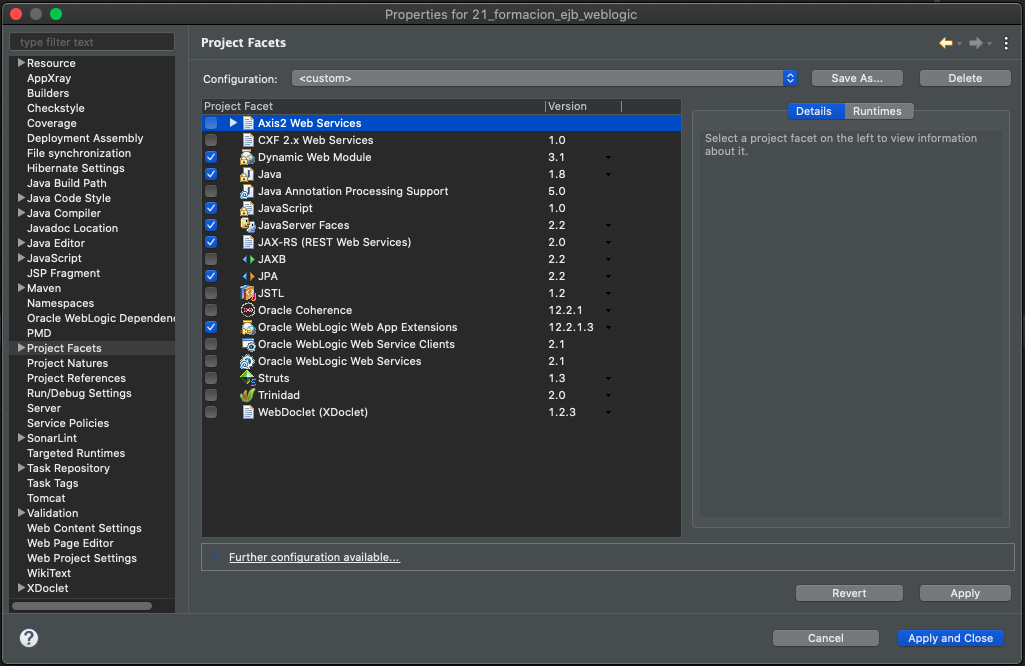 Properties for 21_formacion_ejb_weblogic
type filter text
Resource
AppXray
Builders
Checkstyle
Coverage
Deployment Assembly
File synchronization
Hibernate Settings
Java Build Path
Java Code Style
Java Compiler
Javadoc Location
Java Editor
JavaScript
JSP Fragment
Maven
Namespaces
Oracle WebLogic Dependenc
PMD
Project Facets
Project Natures
Project References
Run/Debug Settings
Server
Service Policies
SonarLint
Targeted Runtimes
Task Repository
Task Tags
Tomcat
Validation
Web Content Settings
Web Page Editor
Web Project Settings
WikiText
XDoclet
Project Facets
Configuration: <custom> Save As... Delete
Project Facet Version
Axis2 Web Services
CXF 2.x Web Services 1.0
Dynamic Web Module 3.1
Java 1.8
Java Annotation Processing Support 5.0
JavaScript 1.0
JavaServer Faces 2.2
JAX-RS (REST Web Services) 2.0
JAXB 2.2
JPA 2.2
JSTL 1.2
Oracle Coherence 12.2.1
Oracle WebLogic Web App Extensions 12.2.1.3
Oracle WebLogic Web Service Clients 2.1
Oracle WebLogic Web Services 2.1
Struts 1.3
Trinidad 2.0
WebDoclet (XDoclet) 1.2.3
Details Runtimes
Select a project facet on the left to view information
about it.
Further configuration available...
Revert Apply
? Cancel Apply and Close